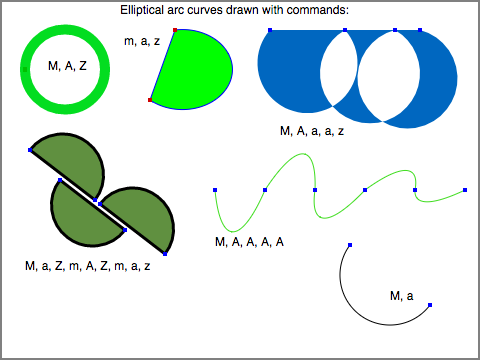 Elliptical arc curves drawn with commands:
M, A, Z
m, a, z
M, A, a, a, z
M, a, Z, m, A, Z, m, a, z
M, A, A, A, A
M, a